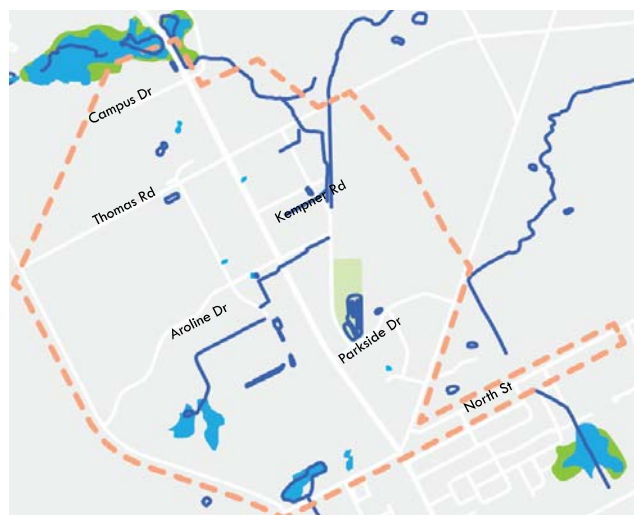 Campus Dr
Thomas Rd
Kempner Rd
Aroline Dr
Parkside Dr
North St